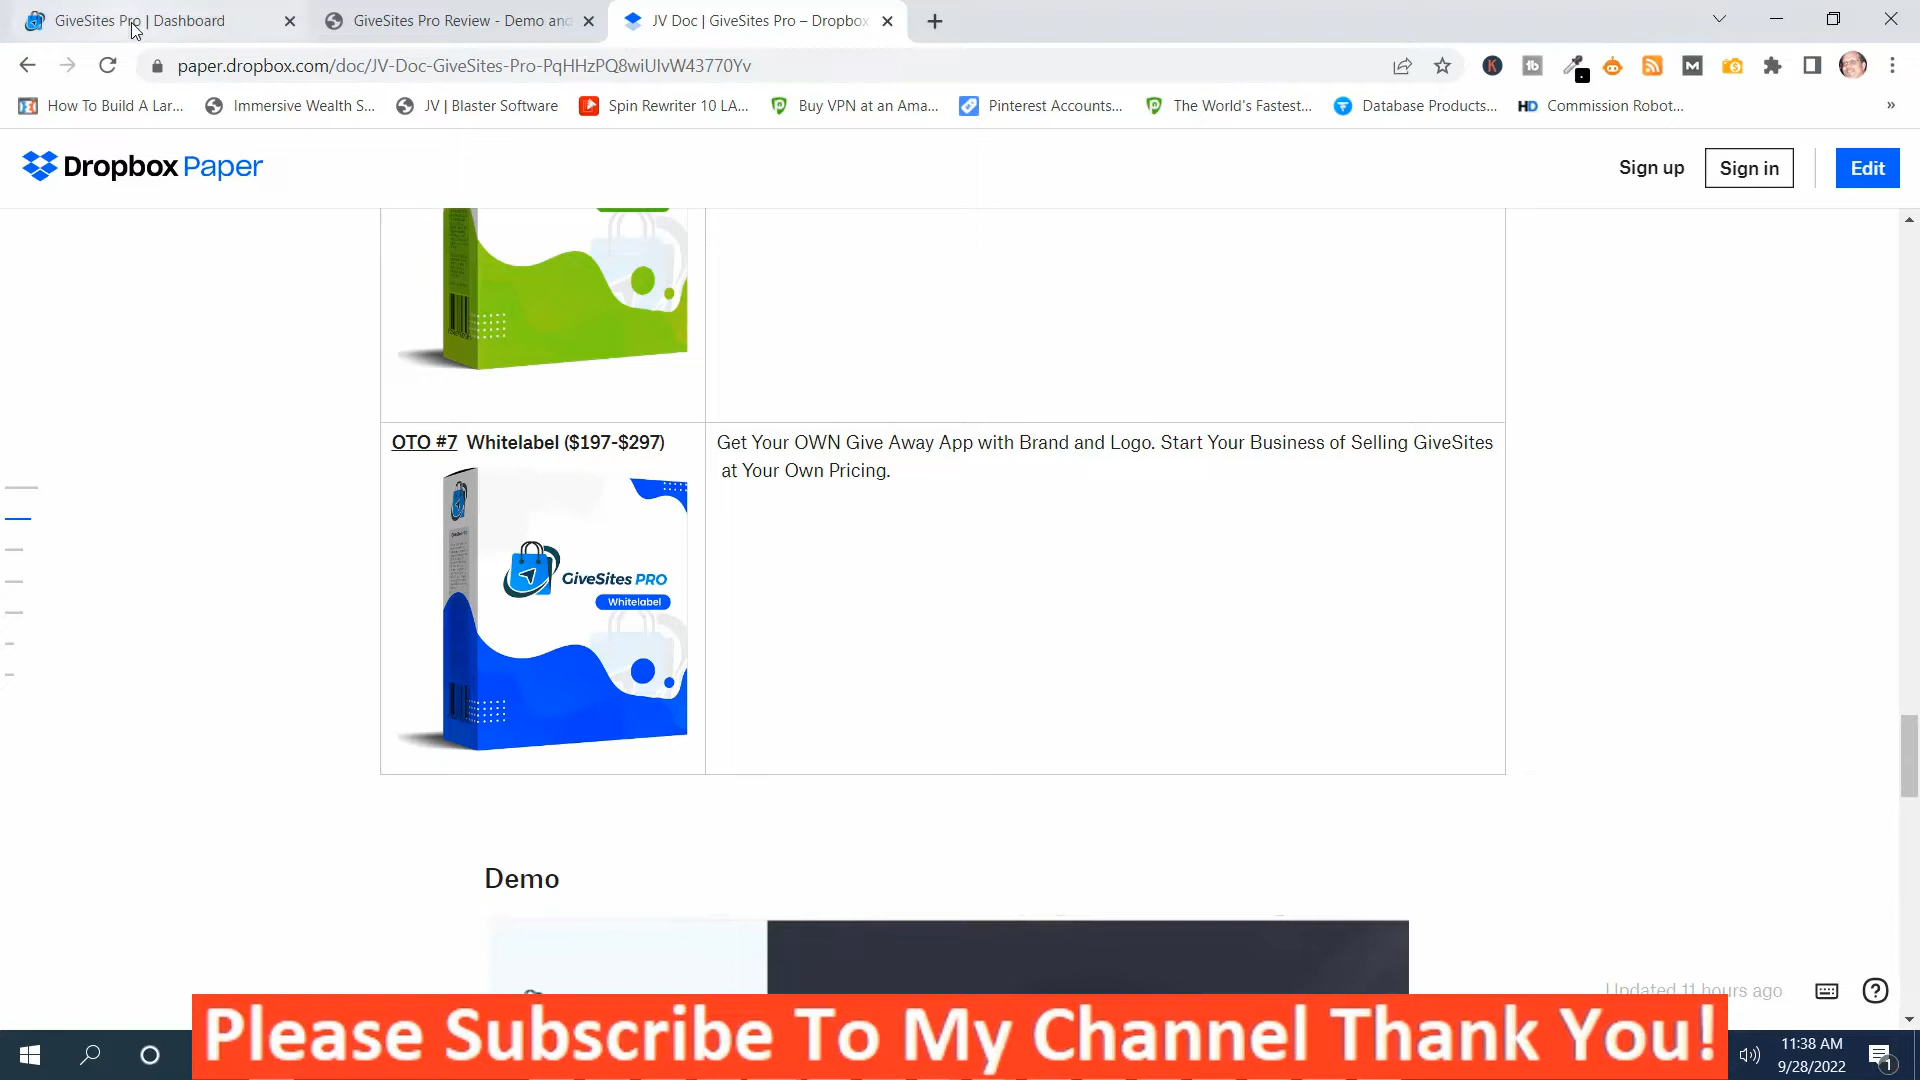 GiveSites Pro | Dashboard
GiveSites Pro Review - Demo and
JV Doc | GiveSites Pro – Dropbox
paper.dropbox.com/doc/JV-Doc-GiveSites-Pro-PqHHzPQ8wiUlvW43770Yv
How To Build A Lar...
Immersive Wealth S...
JV | Blaster Software
Spin Rewriter 10 LA...
Buy VPN at an Ama...
Pinterest Accounts...
The World's Fastest...
Database Products...
HD
Commission Robot...
»
Dropbox Paper
Sign up
Sign in
Edit
OTO #7 Whitelabel ($197-$297)
Get Your OWN Give Away App with Brand and Logo. Start Your Business of Selling GiveSites
at Your Own Pricing.
GiveSites PRO
Whitelabel
Demo
Updated 11 hours ago
Please Subscribe To My Channel Thank You!
11:38 AM
9/28/2022
1